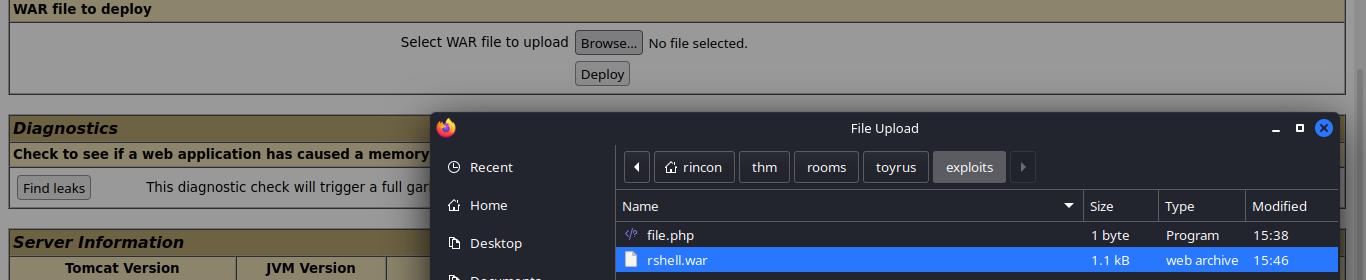 WAR file to deploy
Select WAR file to upload Browse... No file selected.
Deploy
Diagnostics
Check to see if a web application has caused a memory
Find leaks This diagnostic check will trigger a full gar
Server Information
Tomcat Version JVM Version
File Upload
Recent
Home
Desktop
Documents
rincon thm rooms toyrus exploits
Name Size Type Modified
file.php 1 byte Program 15:38
rshell.war 1.1 kB web archive 15:46